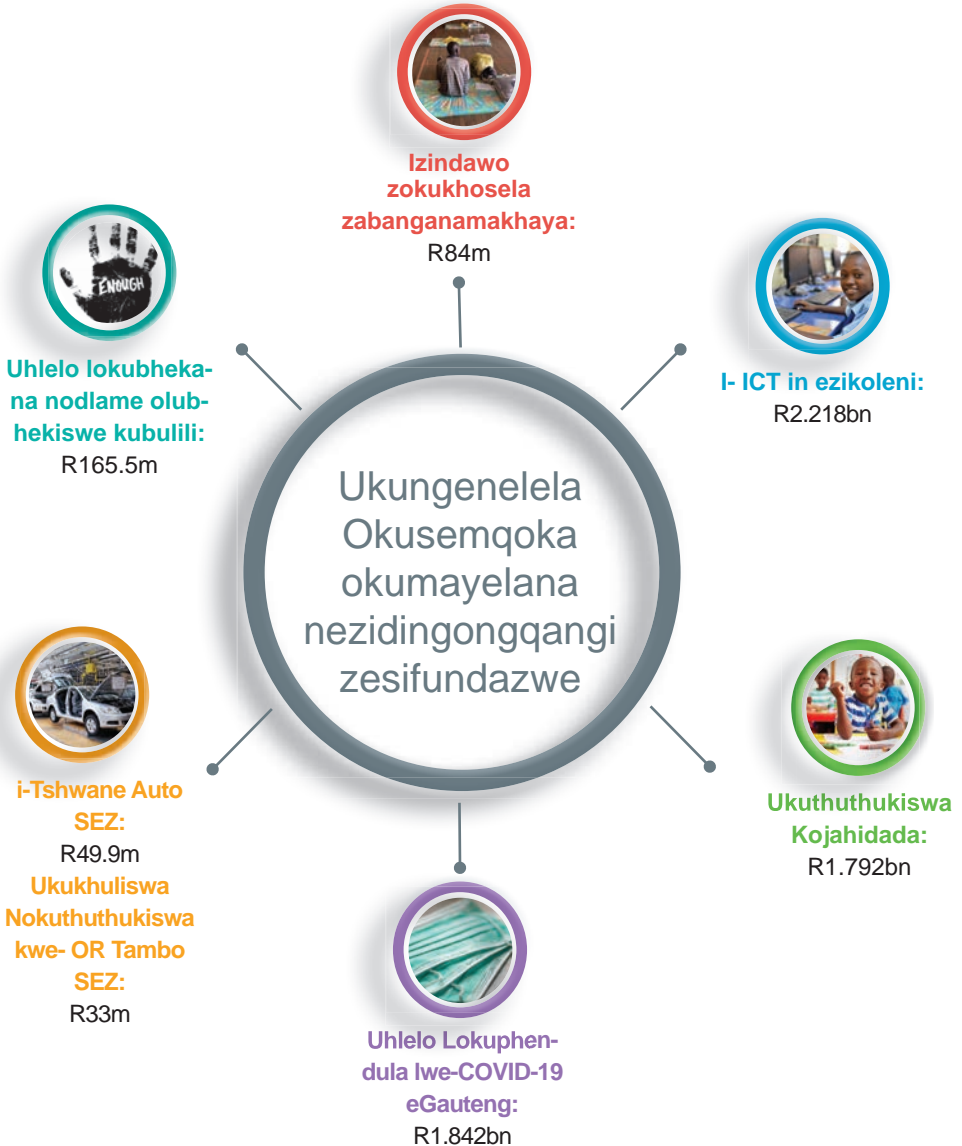 Izindawo
zokukhosela
zabanganamakhaya:
R84m
ENOUGH
Uhlelo lokubheka-
na nodlame olub-
hekiswe kubulili:
R165.5m
I- ICT in ezikoleni:
R2.218bn
Ukungenelela
Okusemqoka
okumayelana
nezidingongqangi
zesifundazwe
i-Tshwane Auto
SEZ:
R49.9m
Ukukhuliswa
Nokuthuthukiswa
kwe- OR Tambo
SEZ:
R33m
Ukuthuthukiswa
Kojahidada:
R1.792bn
Uhlelo Lokuphen-
dula lwe-COVID-19
eGauteng:
R1.842bn